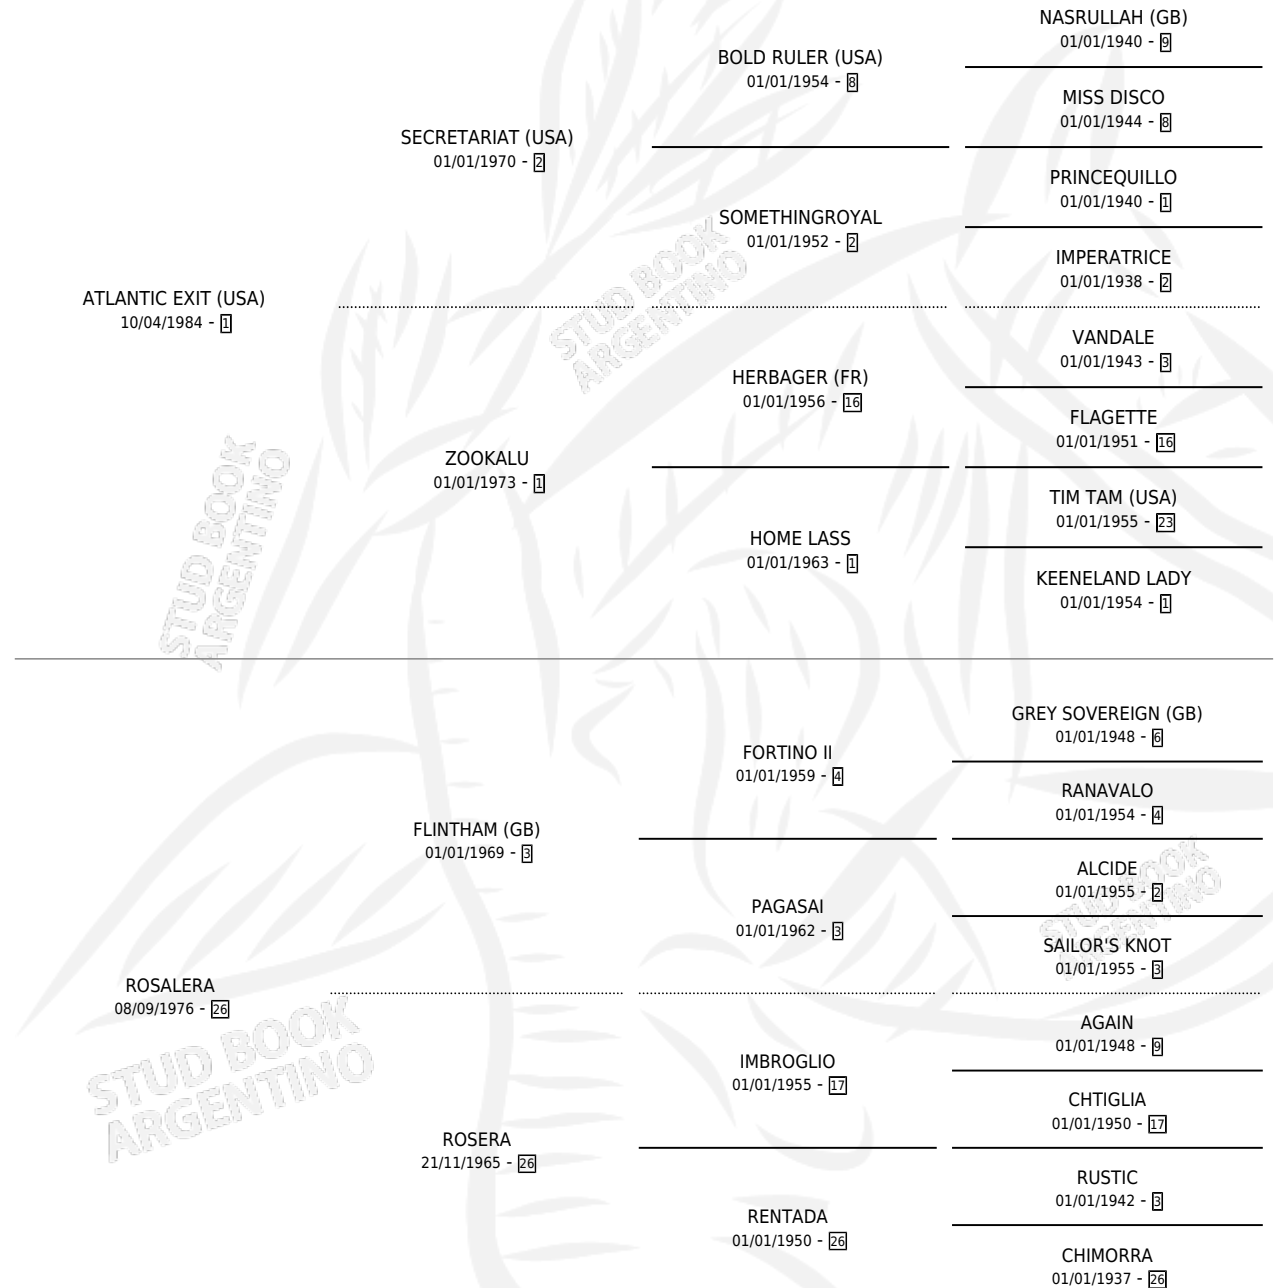 NASRULLAH (GB)
01/01/1940 - 9
BOLD RULER (USA)
01/01/1954 - 8
MISS DISCO
01/01/1944 - 8
SECRETARIAT (USA)
01/01/1970 - 2
PRINCEQUILLO
01/01/1940 - 1
SOMETHINGROYAL
01/01/1952 - 2
IMPERATRICE
01/01/1938 - 2
ATLANTIC EXIT (USA)
10/04/1984 - 1
VANDALE
01/01/1943 - 3
HERBAGER (FR)
01/01/1956 - 16
FLAGETTE
01/01/1951 - 16
ZOOKALU
01/01/1973 - 1
TIM TAM (USA)
01/01/1955 - 23
HOME LASS
01/01/1963 - 1
KEENELAND LADY
01/01/1954 - 1
GREY SOVEREIGN (GB)
01/01/1948 - 6
FORTINO II
01/01/1959 - 4
RANAVALO
01/01/1954 - 4
FLINTHAM (GB)
01/01/1969 - 3
ALCIDE
01/01/1955 - 2
PAGASAI
01/01/1962 - 3
SAILOR'S KNOT
01/01/1955 - 3
ROSALERA
08/09/1976 - 26
AGAIN
01/01/1948 - 9
IMBROGLIO
01/01/1955 - 17
CHTIGLIA
01/01/1950 - 17
ROSERA
21/11/1965 - 26
RUSTIC
01/01/1942 - 3
RENTADA
01/01/1950 - 26
CHIMORRA
01/01/1937 - 26
STUD BOOK
ARGENTINO
STUD BOOK
ARGENTINO
STUD BOOK
ARGENTINO
STUD BOOK
ARGENTINO